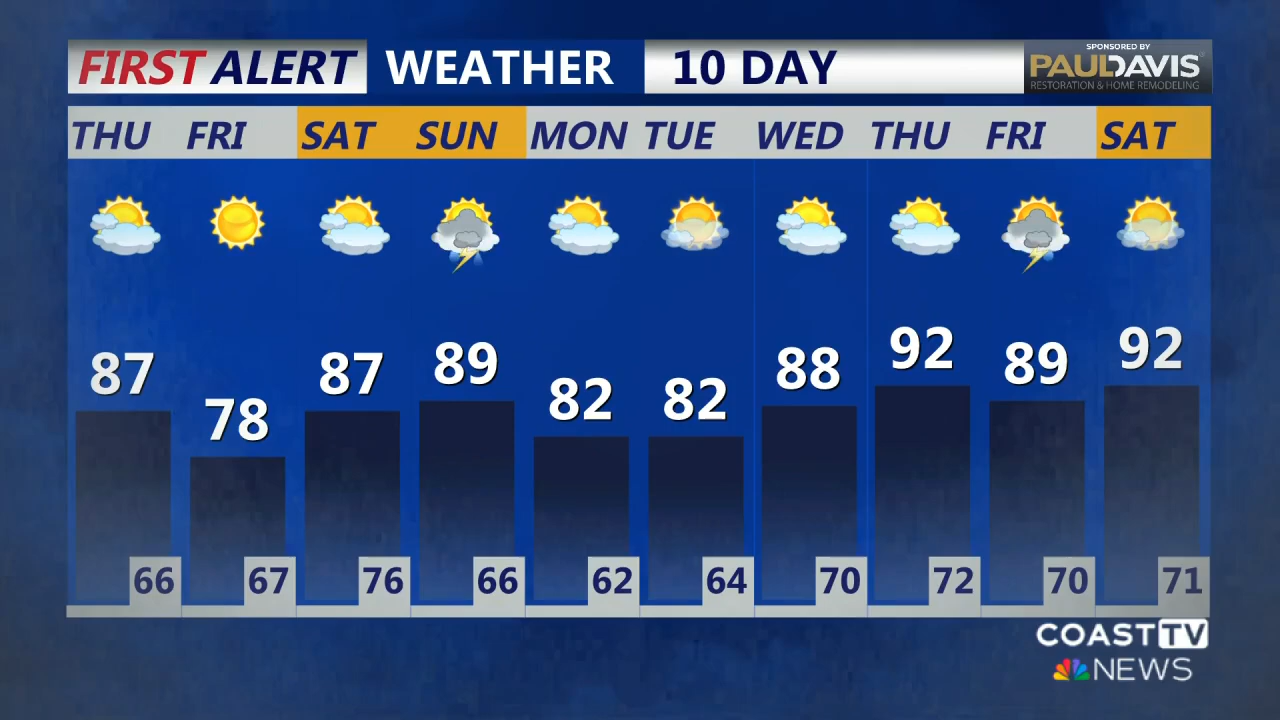 FIRST ALERT WEATHER 10 DAY
SPONSORED BY
PAUL DAVIS
RESTORATION & HOME REMODELING
THU FRI SAT SUN MON TUE WED THU FRI SAT
87 78 87 89 82 82 88 92 89 92
66 67 76 66 62 64 70 72 70 71
COAST TV
NEWS